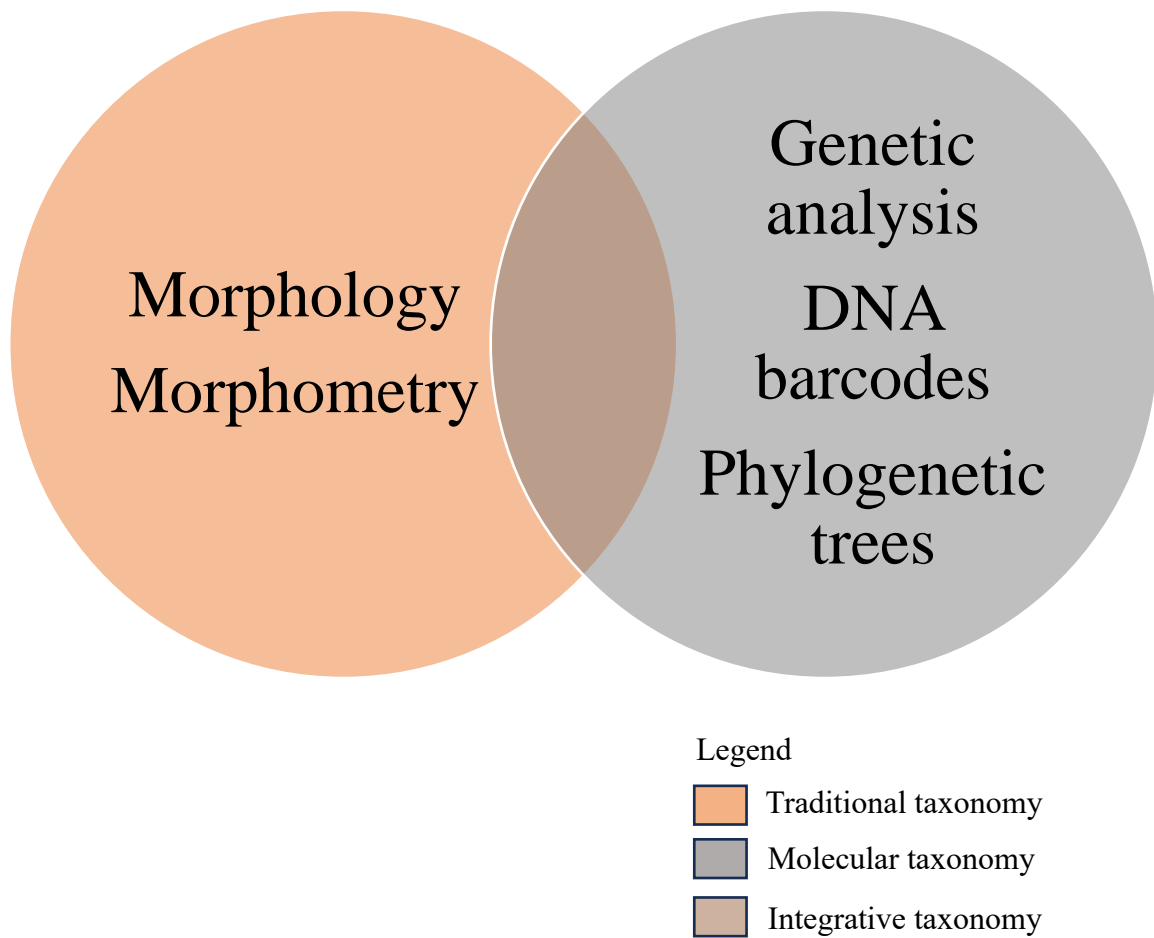 Morphology
Morphometry
Genetic
analysis
DNA
barcodes
Phylogenetic
trees
Legend
Traditional taxonomy
Molecular taxonomy
Integrative taxonomy